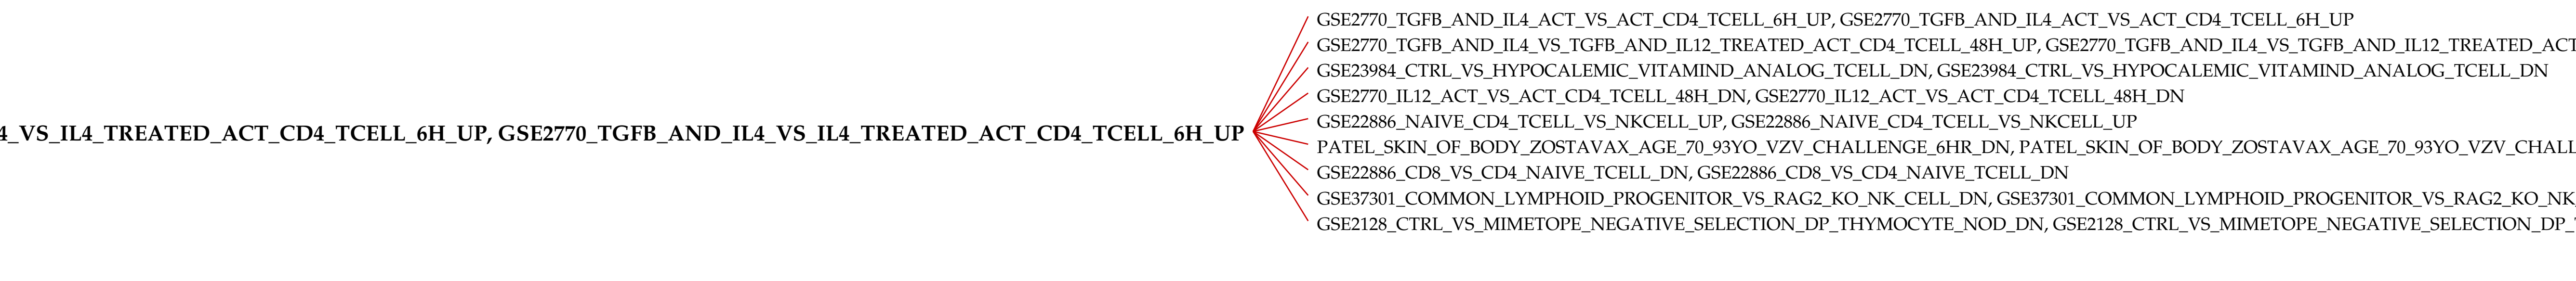 GSE2770_TGFB_AND_IL4_ACT_VS_ACT_CD4_TCELL_6H_UP, GSE2770_TGFB_AND_IL4_ACT_VS_ACT_CD4_TCELL_6H_UP
GSE2770_TGFB_AND_IL4_VS_TGFB_AND_IL12_TREATED_ACT_CD4_TCELL_48H_UP, GSE2770_TGFB_AND_IL4_VS_TGFB_AND_IL12_TREATED_ACT
GSE23984_CTRL_VS_HYPOCALEMIC_VITAMIND_ANALOG_TCELL_DN, GSE23984_CTRL_VS_HYPOCALEMIC_VITAMIND_ANALOG_TCELL_DN
GSE2770_IL12_ACT_VS_ACT_CD4_TCELL_48H_DN, GSE2770_IL12_ACT_VS_ACT_CD4_TCELL_48H_DN
GSE22886_NAIVE_CD4_TCELL_VS_NKCELL_UP, GSE22886_NAIVE_CD4_TCELL_VS_NKCELL_UP
4_VS_IL4_TREATED_ACT_CD4_TCELL_6H_UP, GSE2770_TGFB_AND_IL4_VS_IL4_TREATED_ACT_CD4_TCELL_6H_UP
PATEL_SKIN_OF_BODY_ZOSTAVAX_AGE_70_93YO_VZV_CHALLENGE_6HR_DN, PATEL_SKIN_OF_BODY_ZOSTAVAX_AGE_70_93YO_VZV_CHALL
GSE22886_CD8_VS_CD4_NAIVE_TCELL_DN, GSE22886_CD8_VS_CD4_NAIVE_TCELL_DN
GSE37301_COMMON_LYMPHOID_PROGENITOR_VS_RAG2_KO_NK_CELL_DN, GSE37301_COMMON_LYMPHOID_PROGENITOR_VS_RAG2_KO_NK_
GSE2128_CTRL_VS_MIMETOPE_NEGATIVE_SELECTION_DP_THYMOCYTE_NOD_DN, GSE2128_CTRL_VS_MIMETOPE_NEGATIVE_SELECTION_DP_